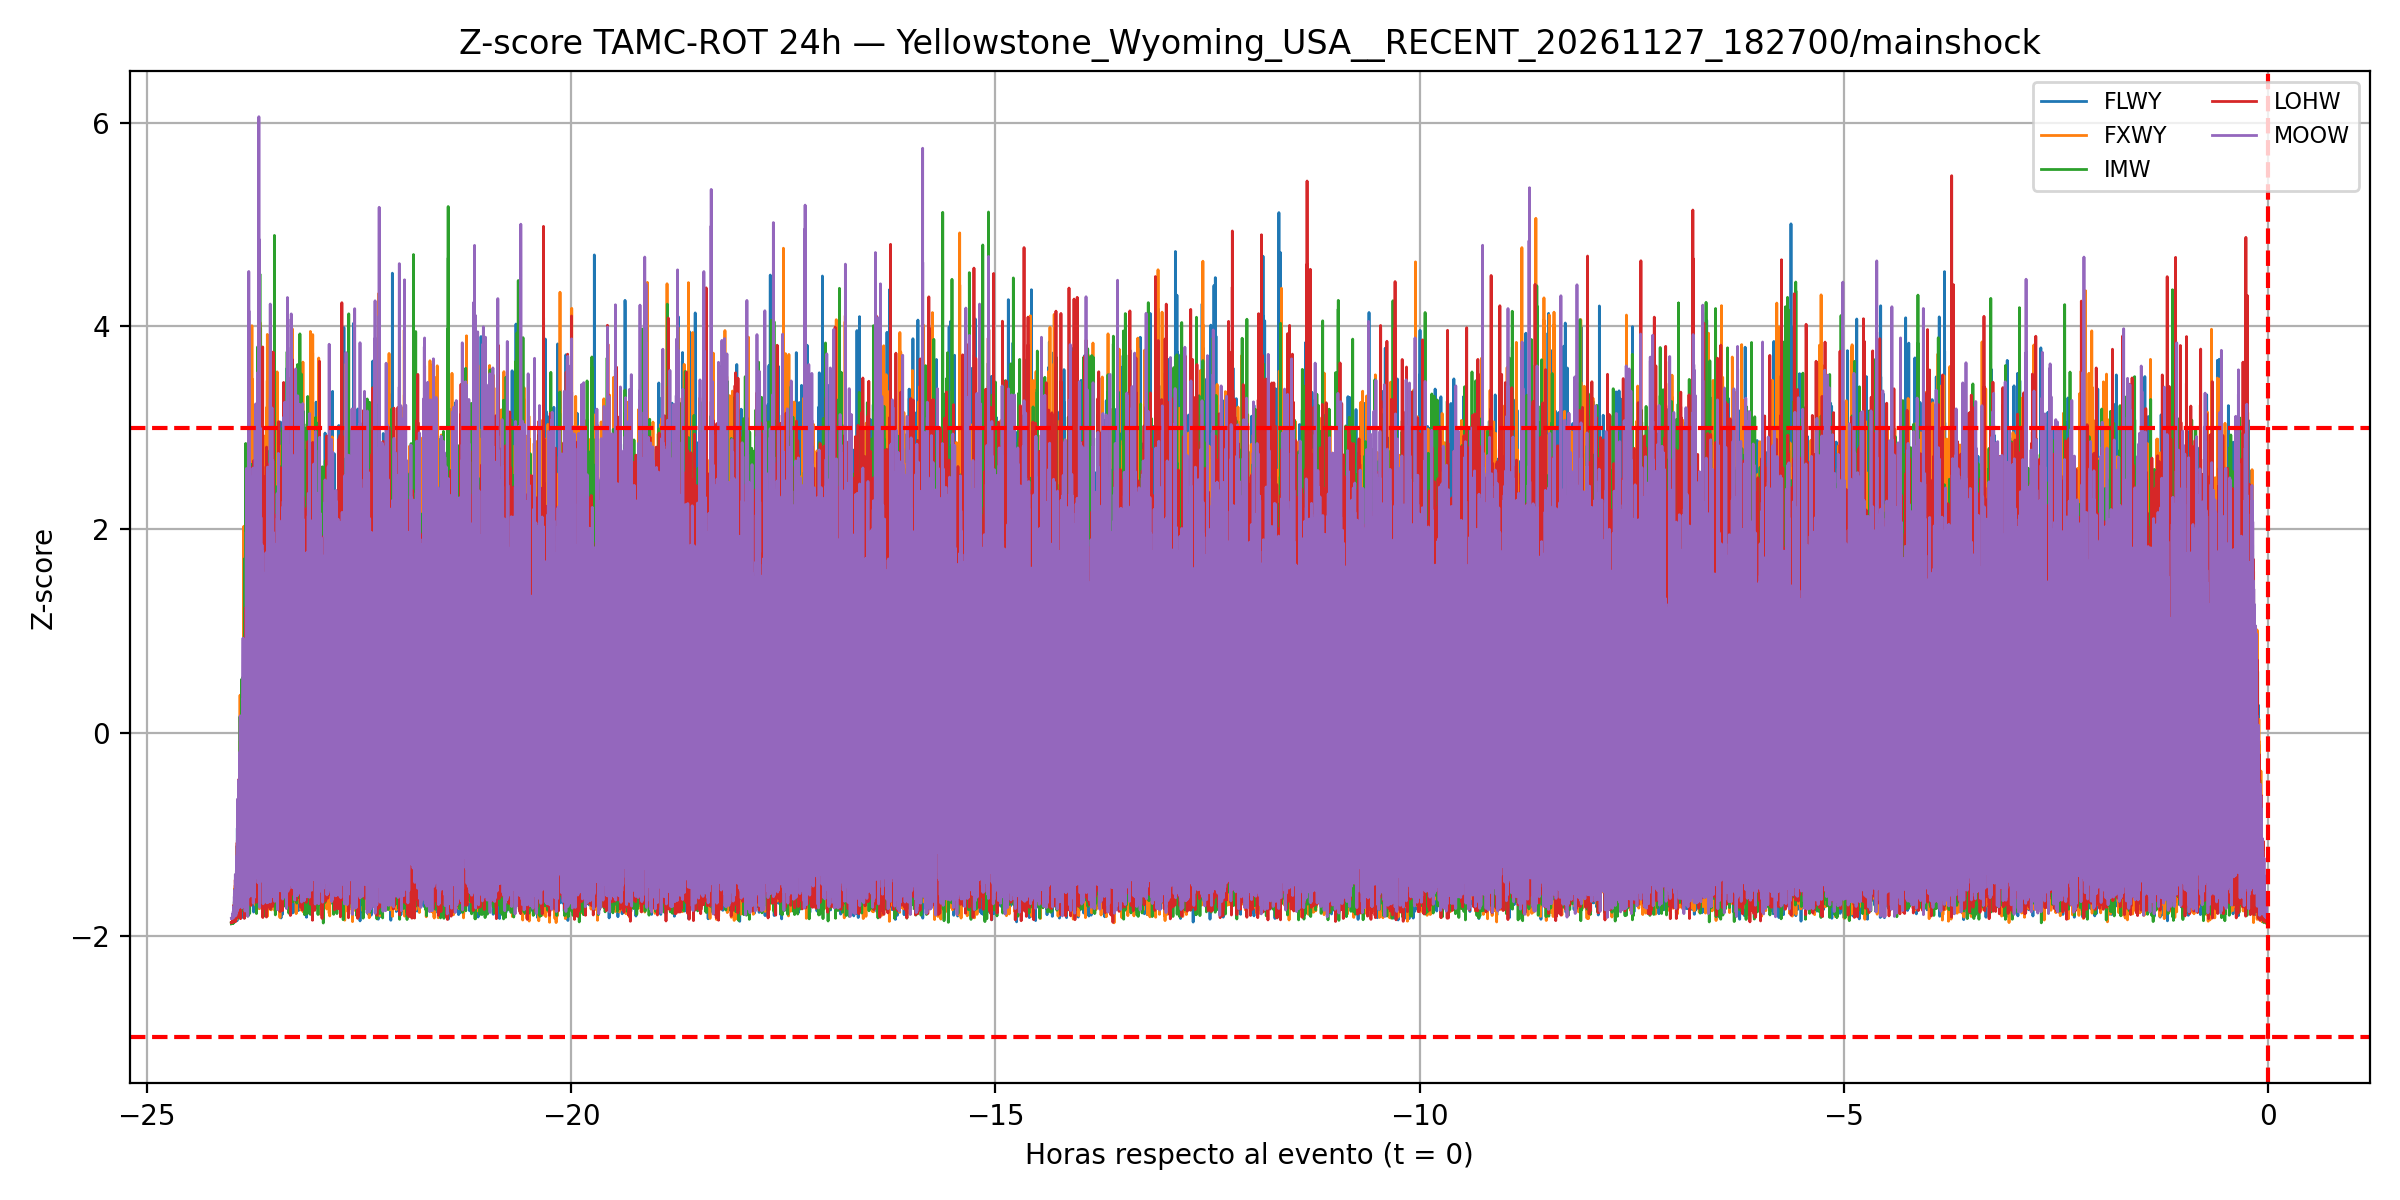 Z-score TAMC-ROT 24h — Yellowstone_Wyoming_USA__RECENT_20261127_182700/mainshock
FLWY
FXWY
IMW
LOHW
MOOW
Z-score
6
4
2
0
−2
−25
−20
−15
−10
−5
0
Horas respecto al evento (t = 0)